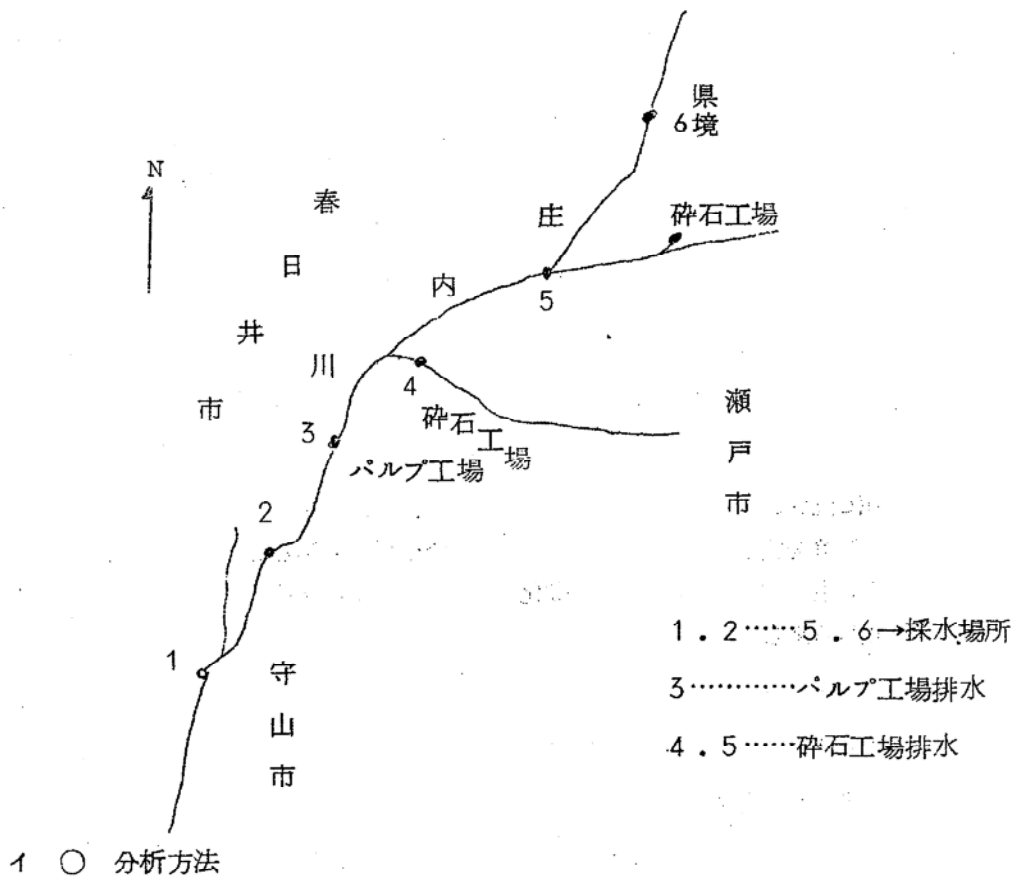 県境
6
N
春日井市
庄内川
砕石工場
5
4
砕石工場
瀬戸市
3
パルプ工場
2
1
守山市
1．2……5．6→採水場所
3…………パルプ工場排水
4．5……砕石工場排水
イ ○ 分析方法